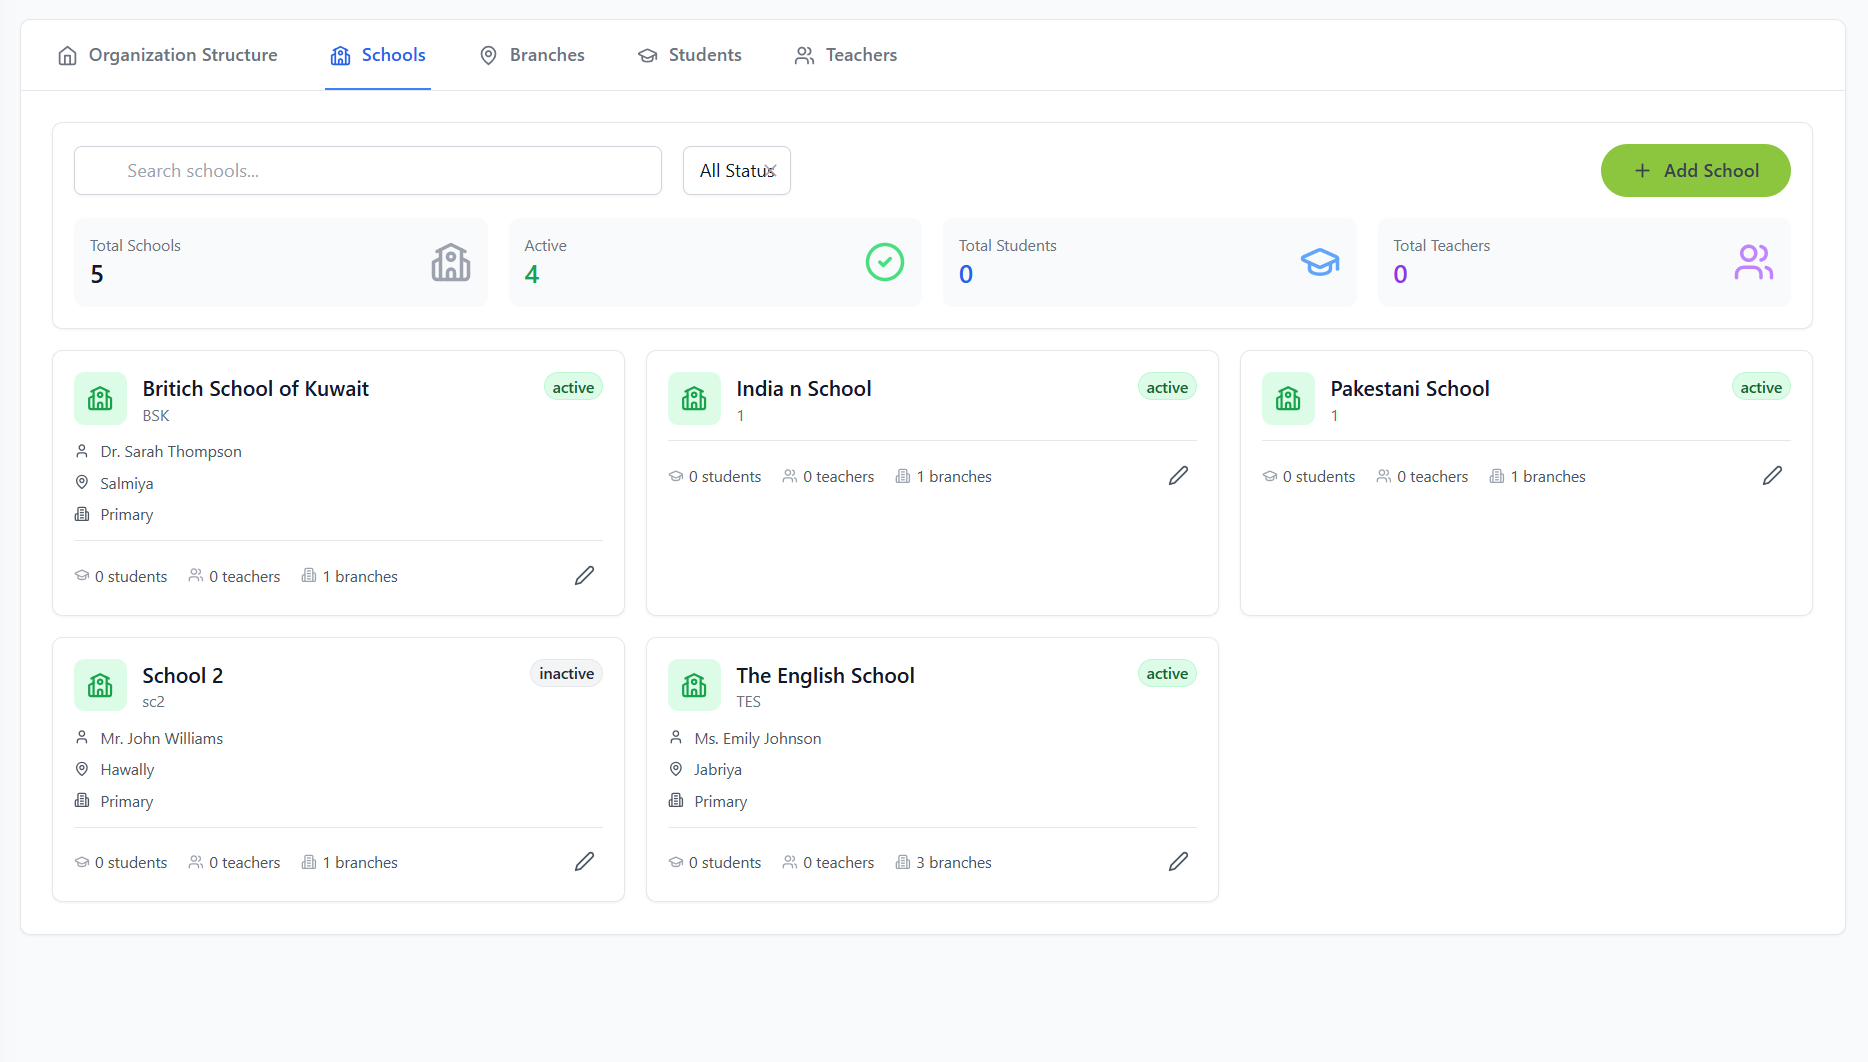 Organization Structure
Schools
Branches
Students
Teachers
Search schools...
All Status
Add School
Total Schools
5
Active
4
Total Students
0
Total Teachers
0
Britich School of Kuwait
active
BSK
Dr. Sarah Thompson
Salmiya
Primary
0 students 0 teachers 1 branches
India n School
active
1
0 students 0 teachers 1 branches
Pakestani School
active
1
0 students 0 teachers 1 branches
School 2
inactive
sc2
Mr. John Williams
Hawally
Primary
0 students 0 teachers 1 branches
The English School
active
TES
Ms. Emily Johnson
Jabriya
Primary
0 students 0 teachers 3 branches